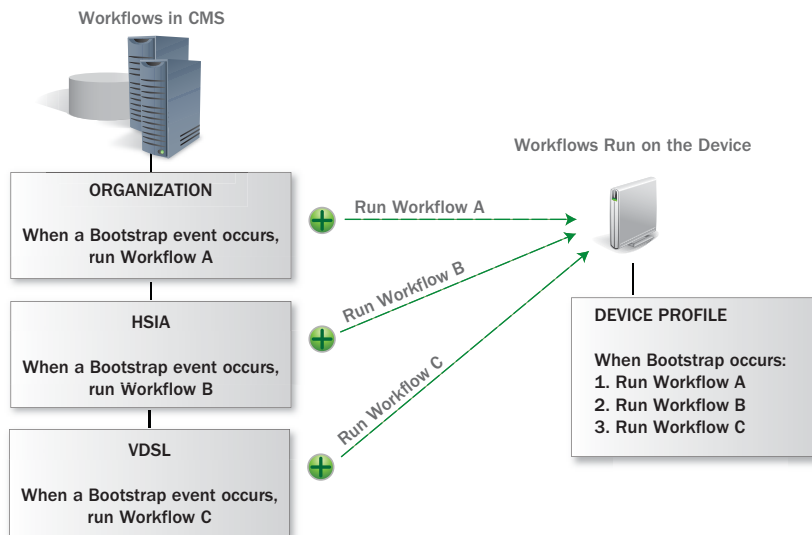 Workflows in CMS
ORGANIZATION
When a Bootstrap event occurs,
run Workflow A
HSIA
When a Bootstrap event occurs,
run Workflow B
VDSL
When a Bootstrap event occurs,
run Workflow C
Run Workflow A
Run Workflow B
Run Workflow C
Workflows Run on the Device
DEVICE PROFILE
When Bootstrap occurs:
1. Run Workflow A
2. Run Workflow B
3. Run Workflow C